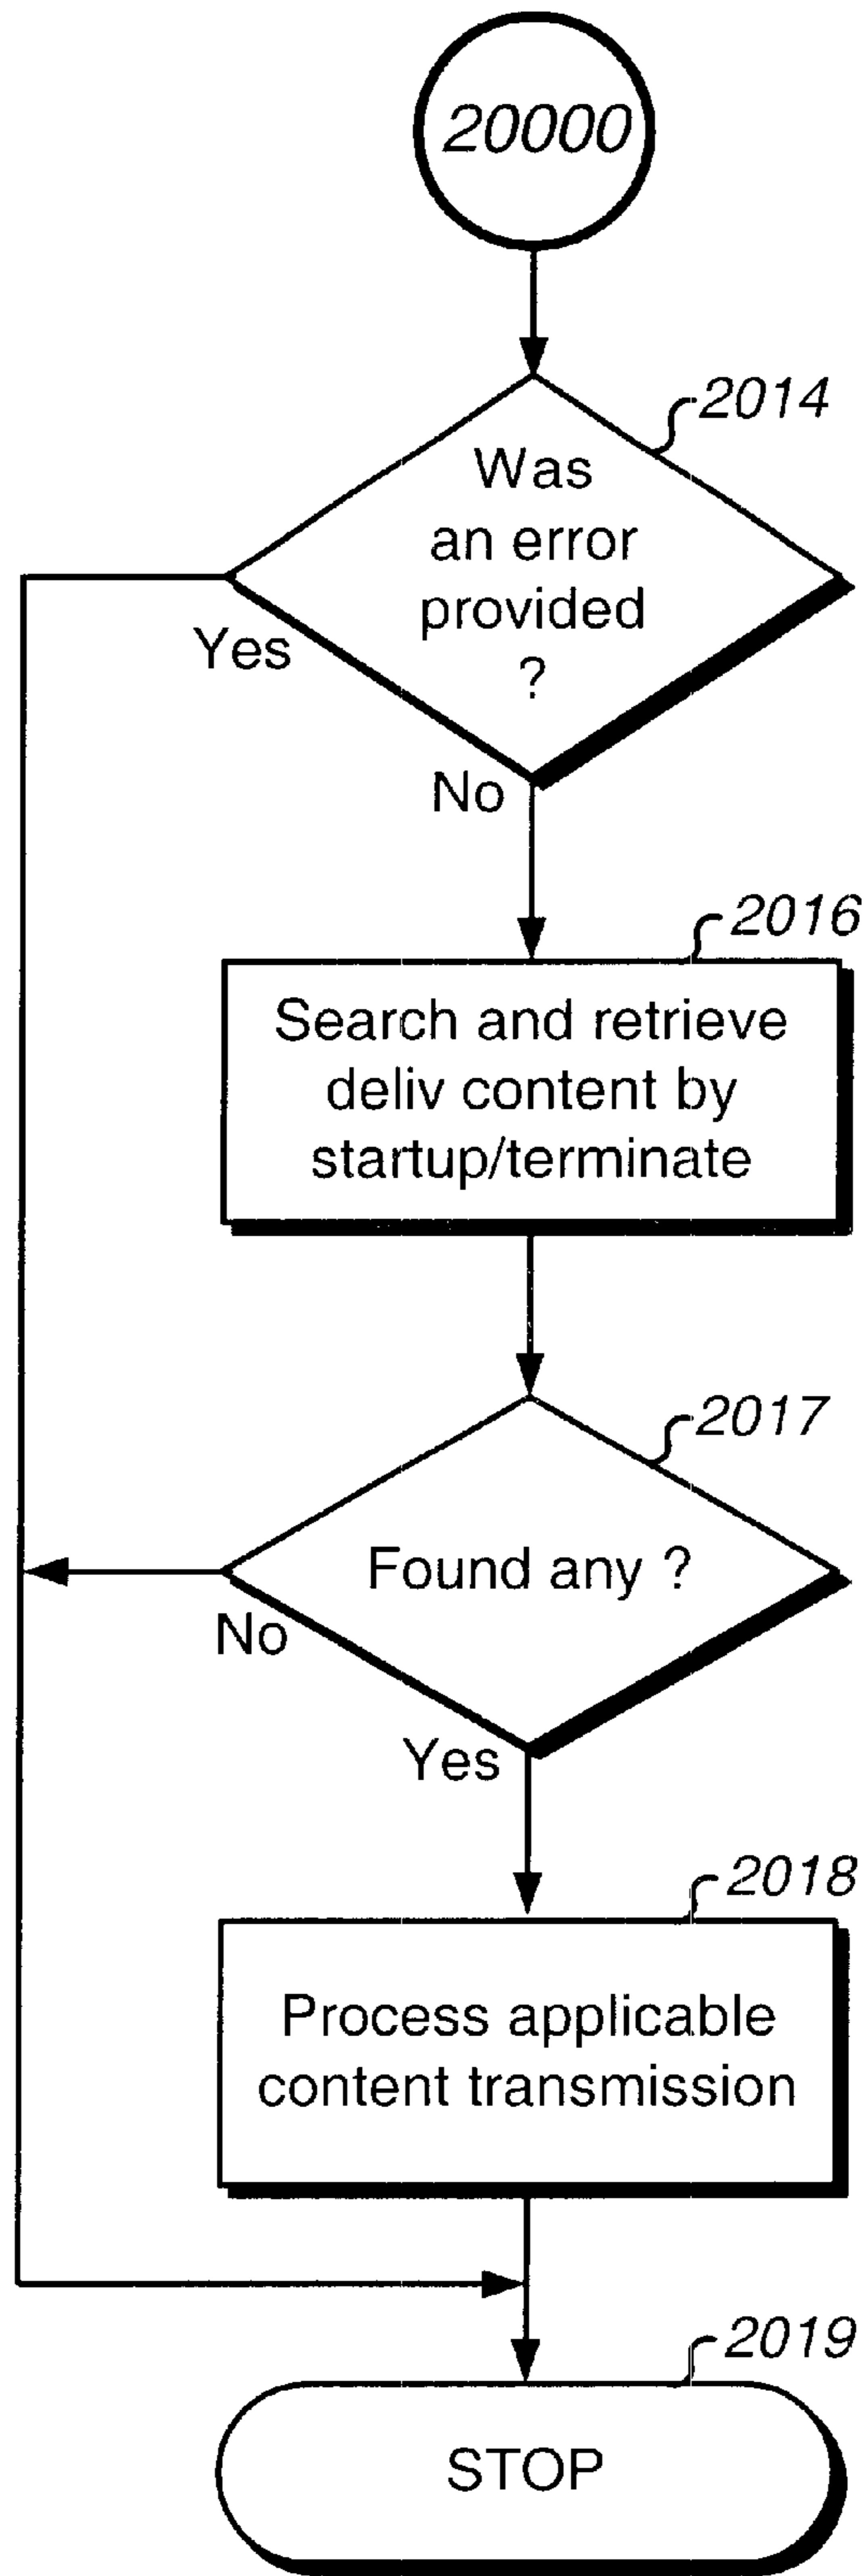 20000
2014
Was
an error
provided
?
Yes
No
2016
Search and retrieve
deliv content by
startup/terminate
2017
Found any ?
No
Yes
2018
Process applicable
content transmission
2019
STOP